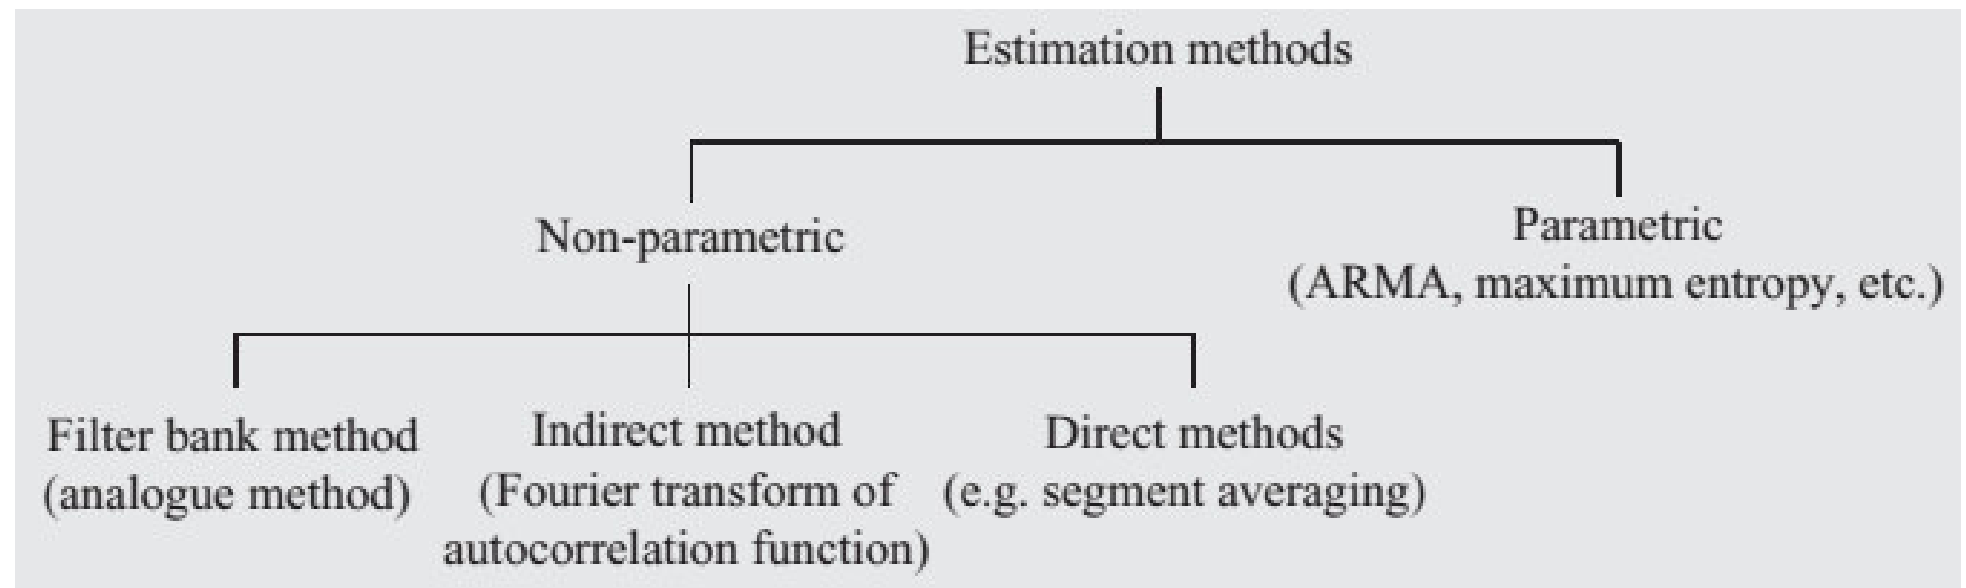 Estimation methods
Non-parametric
Parametric
(ARMA, maximum entropy, etc.)
Filter bank method
(analogue method)
Indirect method
(Fourier transform of
autocorrelation function)
Direct methods
(e.g. segment averaging)